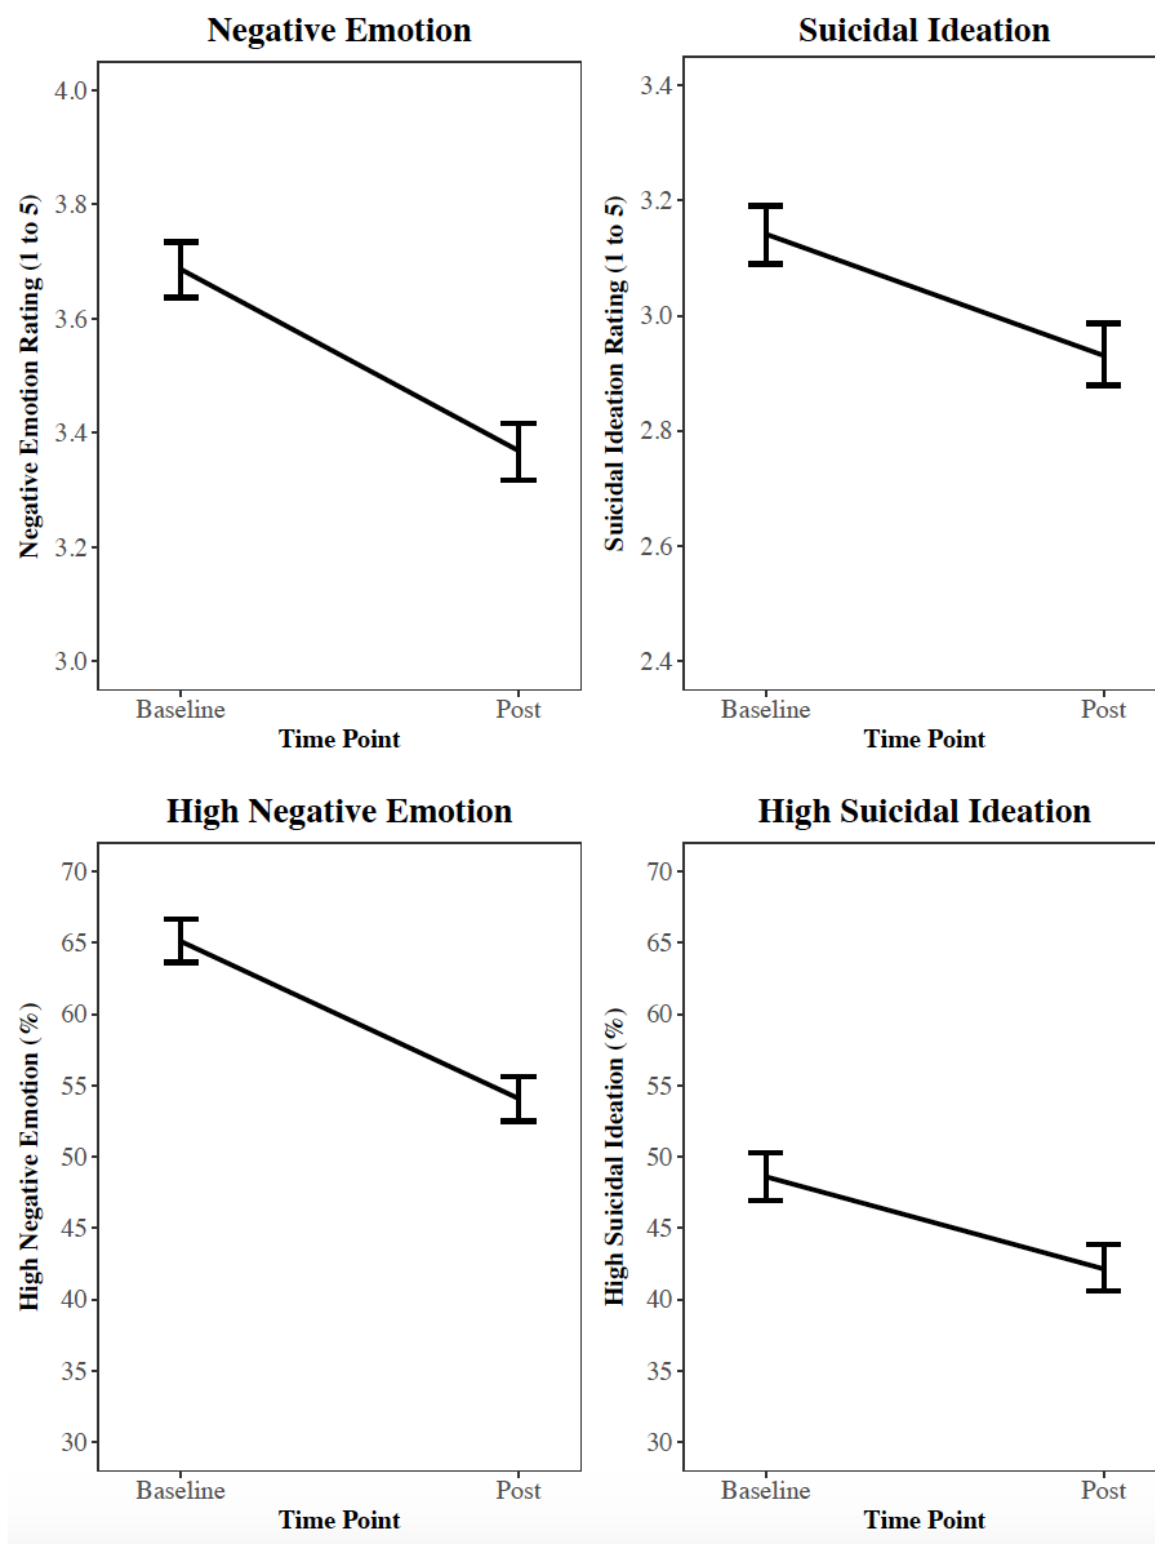 Negative Emotion
Negative Emotion Rating (1 to 5)
4.0
3.8
3.6
3.4
3.2
3.0
Baseline
Post
Time Point
Suicidal Ideation
Suicidal Ideation Rating (1 to 5)
3.4
3.2
3.0
2.8
2.6
2.4
Baseline
Post
Time Point
High Negative Emotion
High Negative Emotion (%)
70
65
60
55
50
45
40
35
30
Baseline
Post
Time Point
High Suicidal Ideation
High Suicidal Ideation (%)
70
65
60
55
50
45
40
35
30
Baseline
Post
Time Point